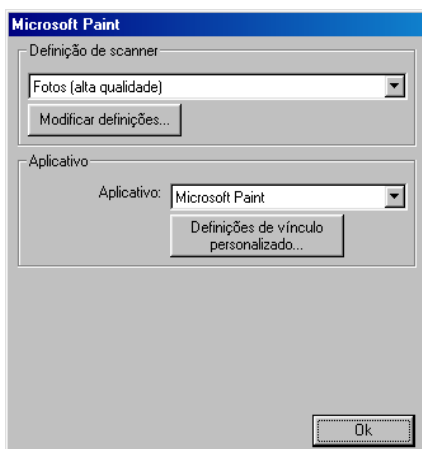 Microsoft Paint
Definição de scanner
Fotos (alta qualidade)
Modificar definições...
Aplicativo
Aplicativo: Microsoft Paint
Definições de vínculo
personalizado...
Ok